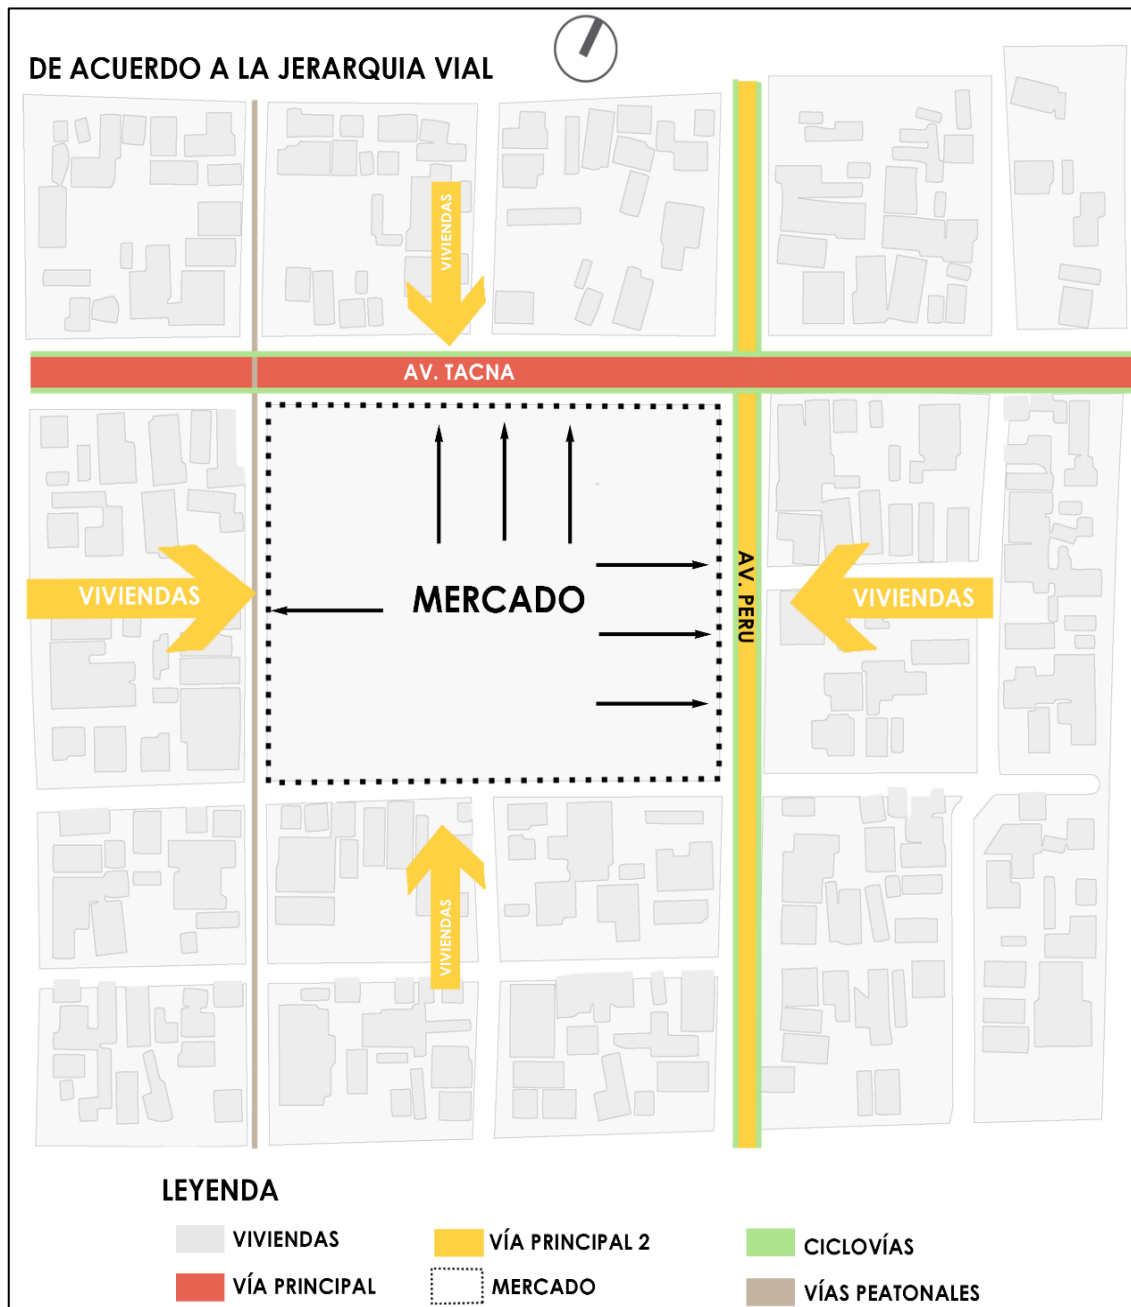 DE ACUERDO A LA JERARQUIA VIAL
VIVIENDAS
AV. TACNA
AV. PERU
VIVIENDAS
MERCADO
VIVIENDAS
VIVIENDAS
LEYENDA
VIVIENDAS
VÍA PRINCIPAL 2
CICLOVÍAS
VÍA PRINCIPAL
MERCADO
VÍAS PEATONALES